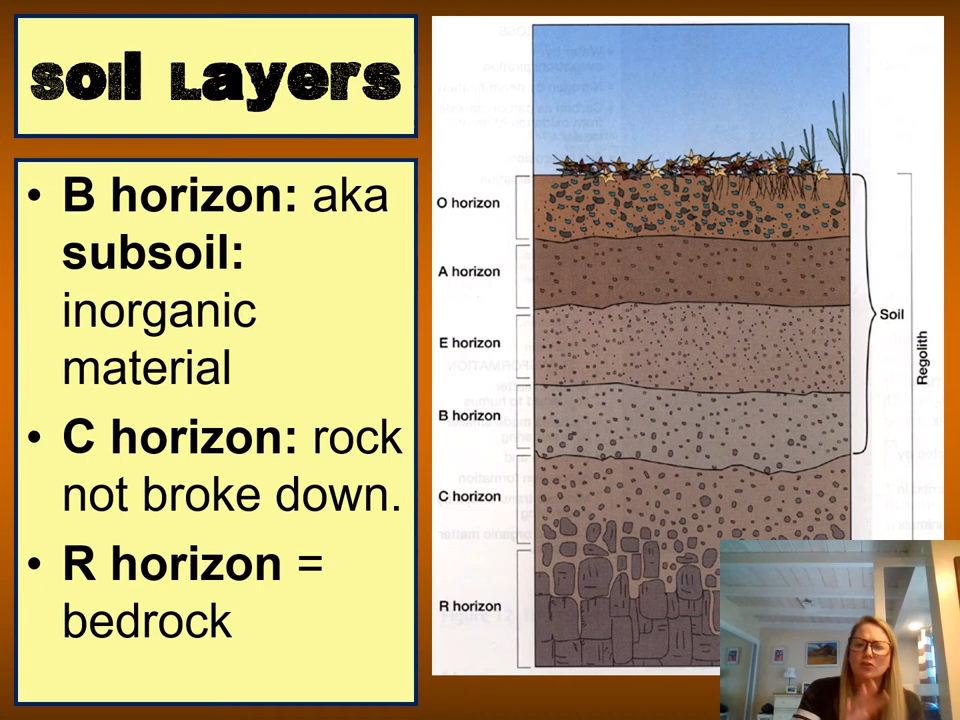 Soil Layers
• B horizon: aka
subsoil:
inorganic
material
• C horizon: rock
not broke down.
• R horizon =
bedrock
O horizon
A horizon
E horizon
B horizon
C horizon
R horizon
Soil
Regolith